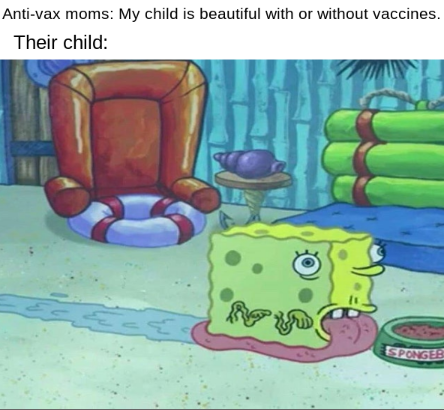 Anti-vax moms: My child is beautiful with or without vaccines.
Their child:
SPONGEB